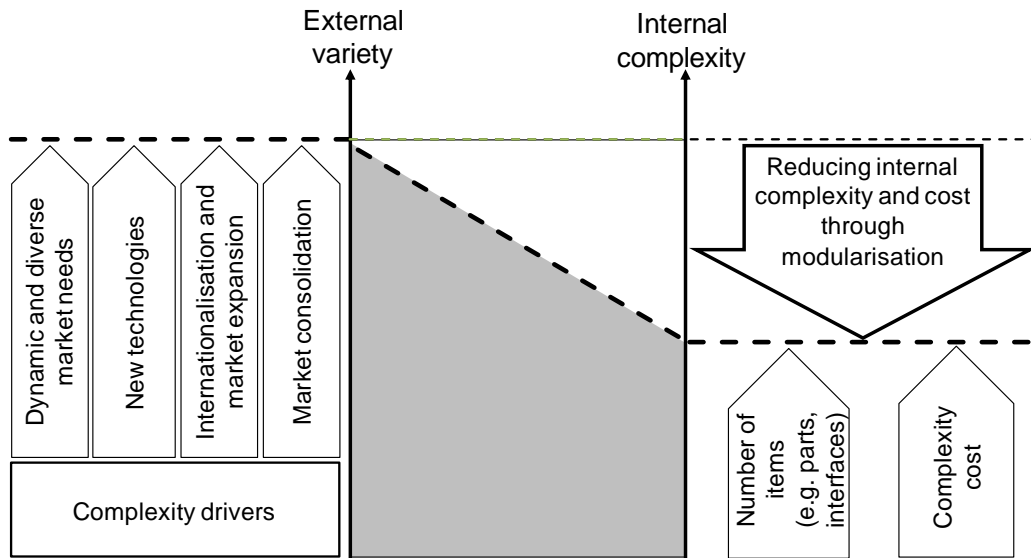 External
variety
Internal
complexity
Dynamic and diverse
market needs
New technologies
Internationalisation and
market expansion
Market consolidation
Complexity drivers
Reducing internal
complexity and cost
through
modularisation
Number of
items
(e.g. parts,
interfaces)
Complexity
cost